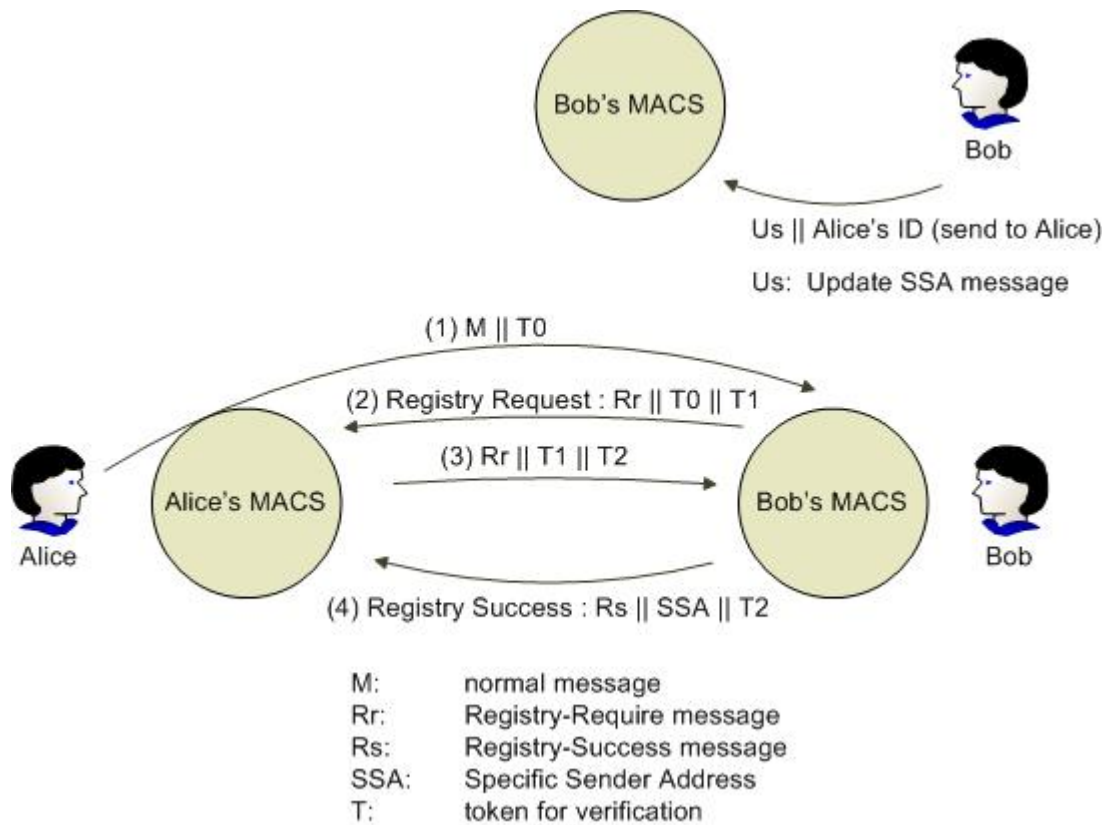 Bob's MACS
Bob
Us || Alice's ID (send to Alice)
Us: Update SSA message
(1) M || T0
(2) Registry Request : Rr || T0 || T1
(3) Rr || T1 || T2
Alice's MACS
Bob's MACS
Alice
Bob
(4) Registry Success : Rs || SSA || T2
M: normal message
Rr: Registry-Require message
Rs: Registry-Success message
SSA: Specific Sender Address
T: token for verification